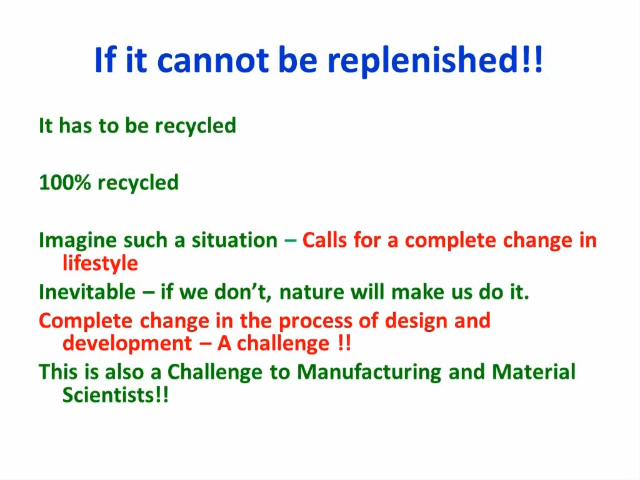 If it cannot be replenished!!
It has to be recycled
100% recycled
Imagine such a situation – Calls for a complete change in
lifestyle
Inevitable – if we don’t, nature will make us do it.
Complete change in the process of design and
development – A challenge !!
This is also a Challenge to Manufacturing and Material
Scientists!!